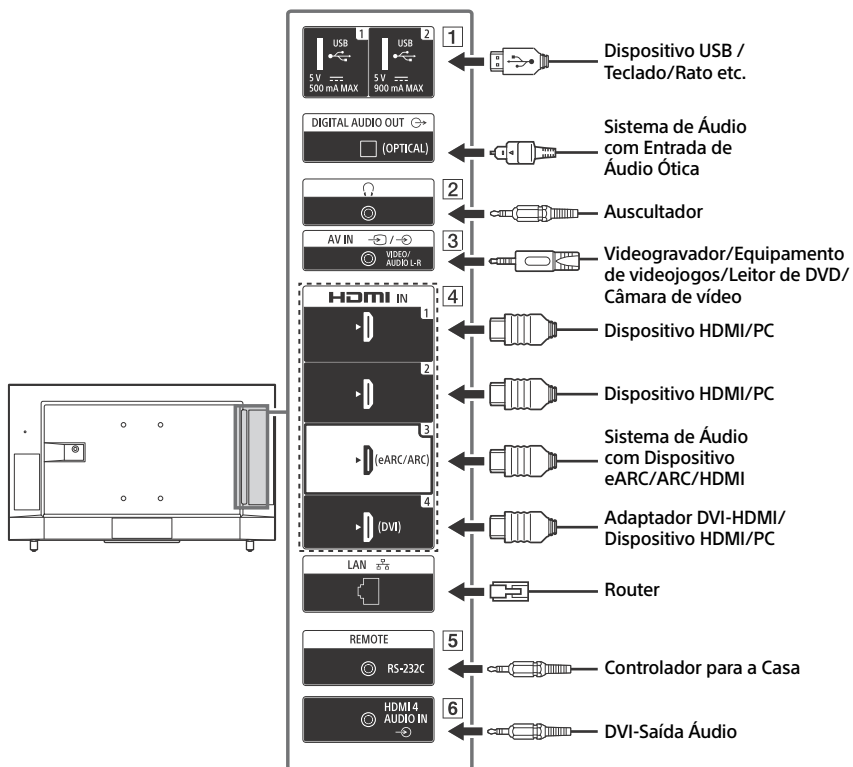 1
USB
5 V
500 mA MAX
2
USB
5 V
900 mA MAX
1
Dispositivo USB /
Teclado/Rato etc.
DIGITAL AUDIO OUT
(OPTICAL)
Sistema de Áudio
com Entrada de
Áudio Ótica
2
Auscultador
AV IN
/
VIDEO/
AUDIO L-R
3
Videogravador/Equipamento
de videojogos/Leitor de DVD/
Câmara de vídeo
HDMI IN
4
1
Dispositivo HDMI/PC
2
Dispositivo HDMI/PC
3
(eARC/ARC)
Sistema de Áudio
com Dispositivo
eARC/ARC/HDMI
4
(DVI)
Adaptador DVI-HDMI/
Dispositivo HDMI/PC
LAN
Router
REMOTE
5
RS-232C
Controlador para a Casa
HDMI 4
AUDIO IN
6
DVI-Saída Áudio